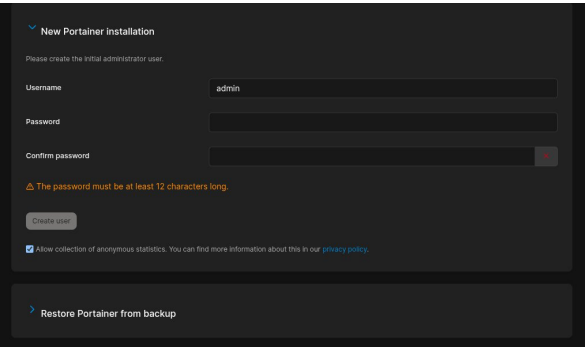 New Portainer installation
Please create the initial administrator user.
Username
admin
Password
Confirm password
The password must be at least 12 characters long.
Create user
Allow collection of anonymous statistics. You can find more information about this in our privacy policy.
Restore Portainer from backup